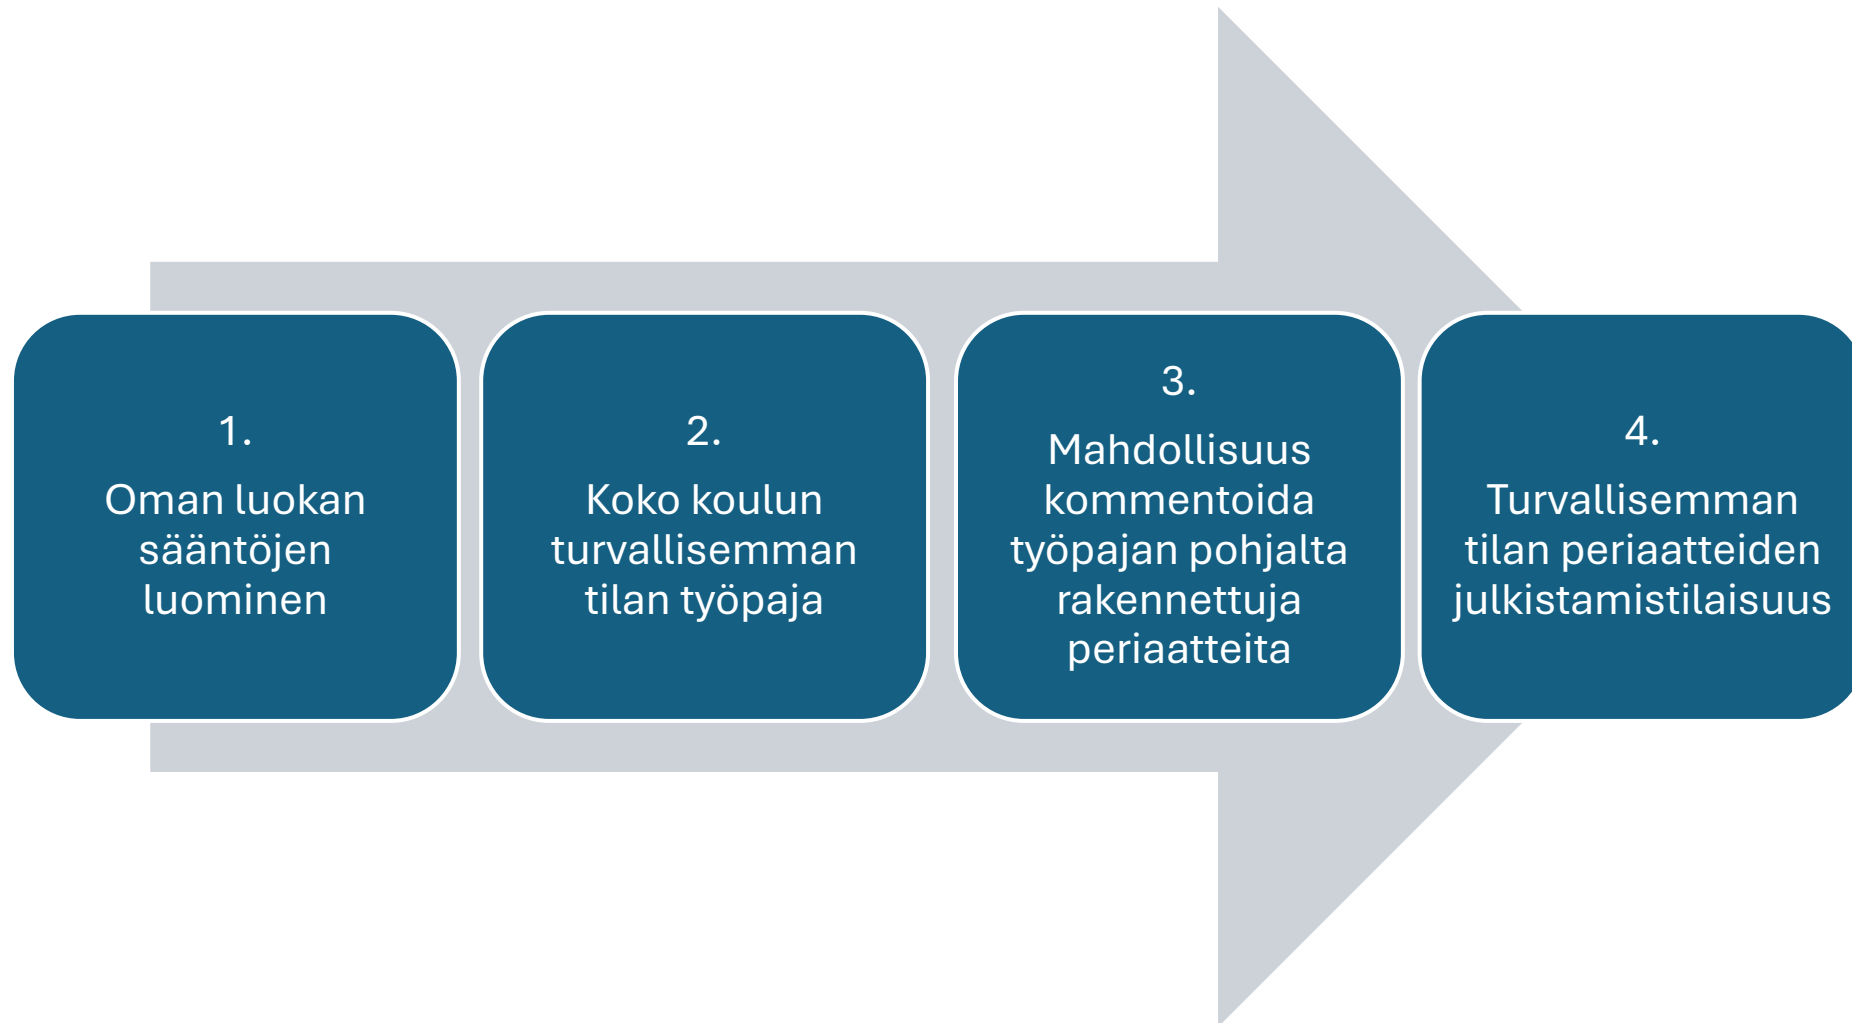 1.
Oman luokan
sääntöjen
luominen
2.
Koko koulun
turvallisemman
tilan työpaja
3.
Mahdollisuus
kommentoida
työpajan pohjalta
rakennettuja
periaatteita
4.
Turvallisemman
tilan periaatteiden
julkistamistilaisuus